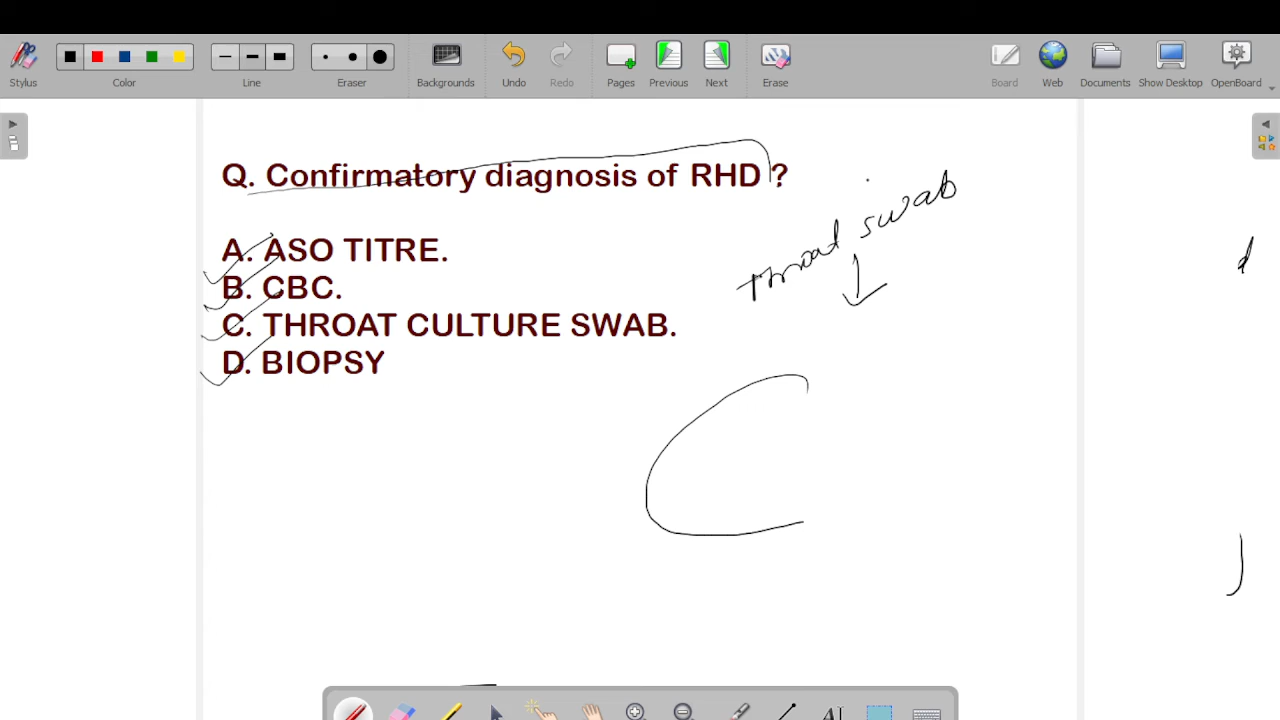 Stylus Color Line Eraser Backgrounds Undo Redo Pages Previous Next Erase Board Web Documents Show Desktop OpenBoard
Q. Confirmatory diagnosis of RHD ?
Throat swab
A. ASO TITRE.
B. CBC.
C. THROAT CULTURE SWAB.
D. BIOPSY
C